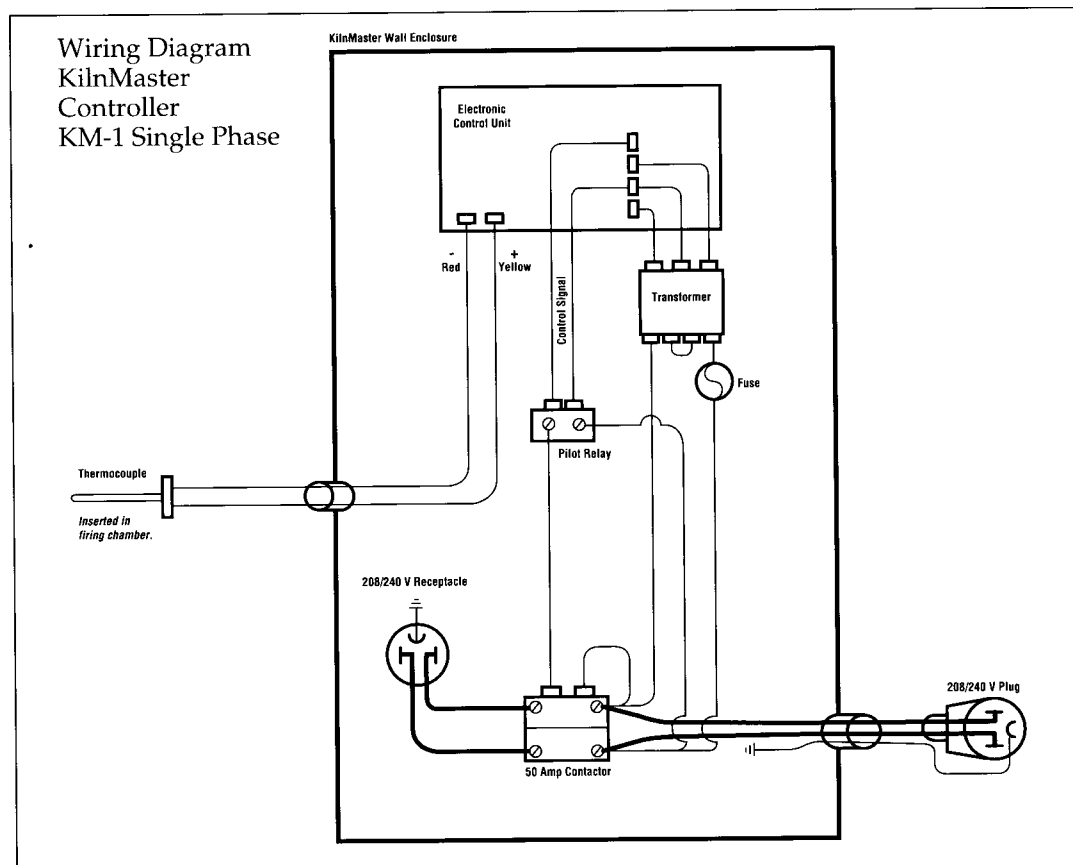 Wiring Diagram
KilnMaster
Controller
KM-1 Single Phase
KilnMaster Wall Enclosure
Electronic
Control Unit
- +
Red Yellow
Control Signal
Transformer
Fuse
Pilot Relay
Thermocouple
Inserted in
firing chamber.
208/240 V Receptacle
208/240 V Plug
50 Amp Contactor